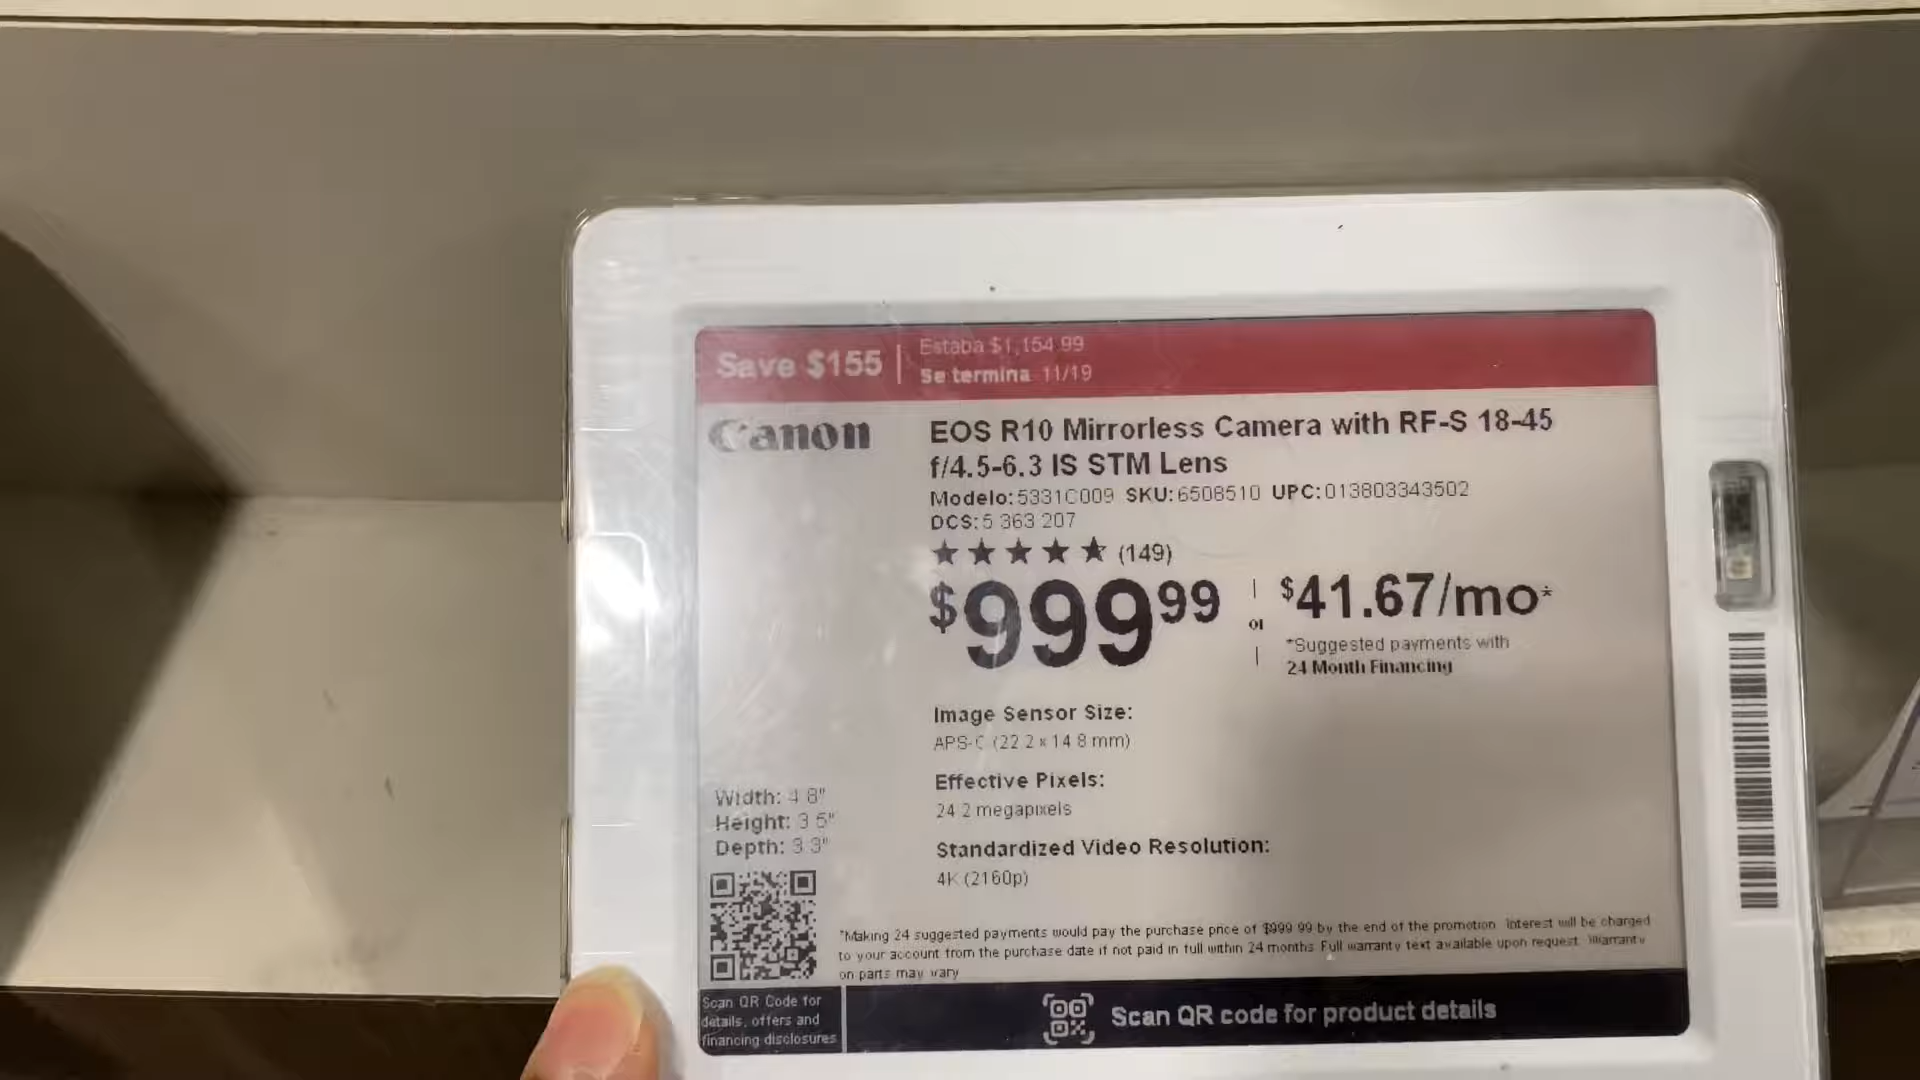 Save $155
Estaba $1,154.99
Se termina 11/19
Canon
EOS R10 Mirrorless Camera with RF-S 18-45
f/4.5-6.3 IS STM Lens
Modelo:5331C009 SKU:6508510 UPC:013803343502
DCS:5 363 207
(149)
$999 99
or
$41.67/mo*
*Suggested payments with
24 Month Financing
Image Sensor Size:
APS-C (22.2 x 14.8 mm)
Effective Pixels:
24.2 megapixels
Standardized Video Resolution:
4K (2160p)
Width: 4.8"
Height: 3.5"
Depth: 3.3"
*Making 24 suggested payments would pay the purchase price of $999.99 by the end of the promotion. Interest will be charged
to your account from the purchase date if not paid in full within 24 months. Full warranty text available upon request. Warranty
on parts may vary
Scan QR Code for
details, offers and
financing disclosures
Scan QR code for product details